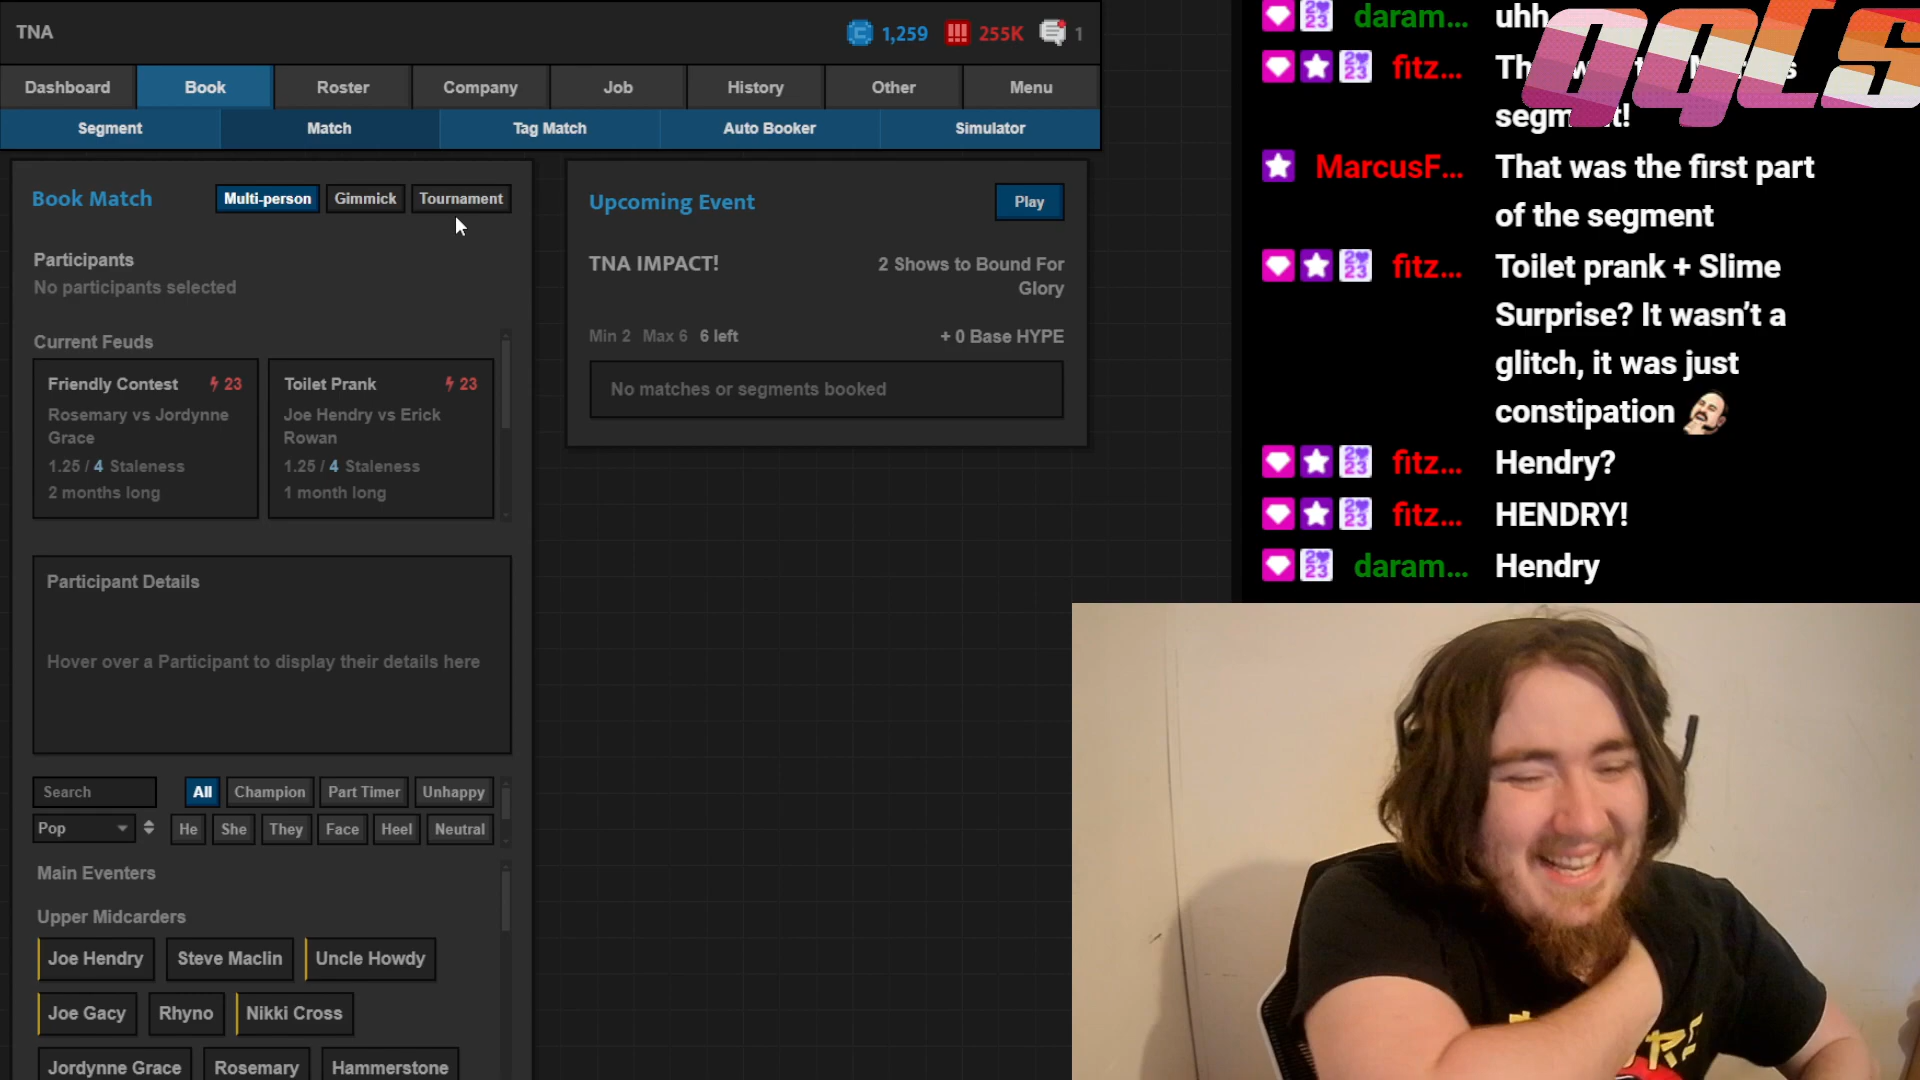 TNA
1,259
255K
1
Dashboard
Book
Roster
Company
Job
History
Other
Menu
Segment
Match
Tag Match
Auto Booker
Simulator
Book Match
Multi-person
Gimmick
Tournament
Participants
No participants selected
Current Feuds
Friendly Contest 23
Rosemary vs Jordynne
Grace
1.25 / 4 Staleness
2 months long
Toilet Prank 23
Joe Hendry vs Erick
Rowan
1.25 / 4 Staleness
1 month long
Participant Details
Hover over a Participant to display their details here
Search
All
Champion
Part Timer
Unhappy
Pop
He
She
They
Face
Heel
Neutral
Main Eventers
Upper Midcarders
Joe Hendry
Steve Maclin
Uncle Howdy
Joe Gacy
Rhyno
Nikki Cross
Jordynne Grace
Rosemary
Hammerstone
Upcoming Event
Play
TNA IMPACT!
2 Shows to Bound For
Glory
Min 2 Max 6 6 left
+ 0 Base HYPE
No matches or segments booked
daram... uhh
fitz...
MarcusF... That was the first part
of the segment
fitz... Toilet prank + Slime
Surprise? It wasn't a
glitch, it was just
constipation
fitz... Hendry?
fitz... HENDRY!
daram... Hendry